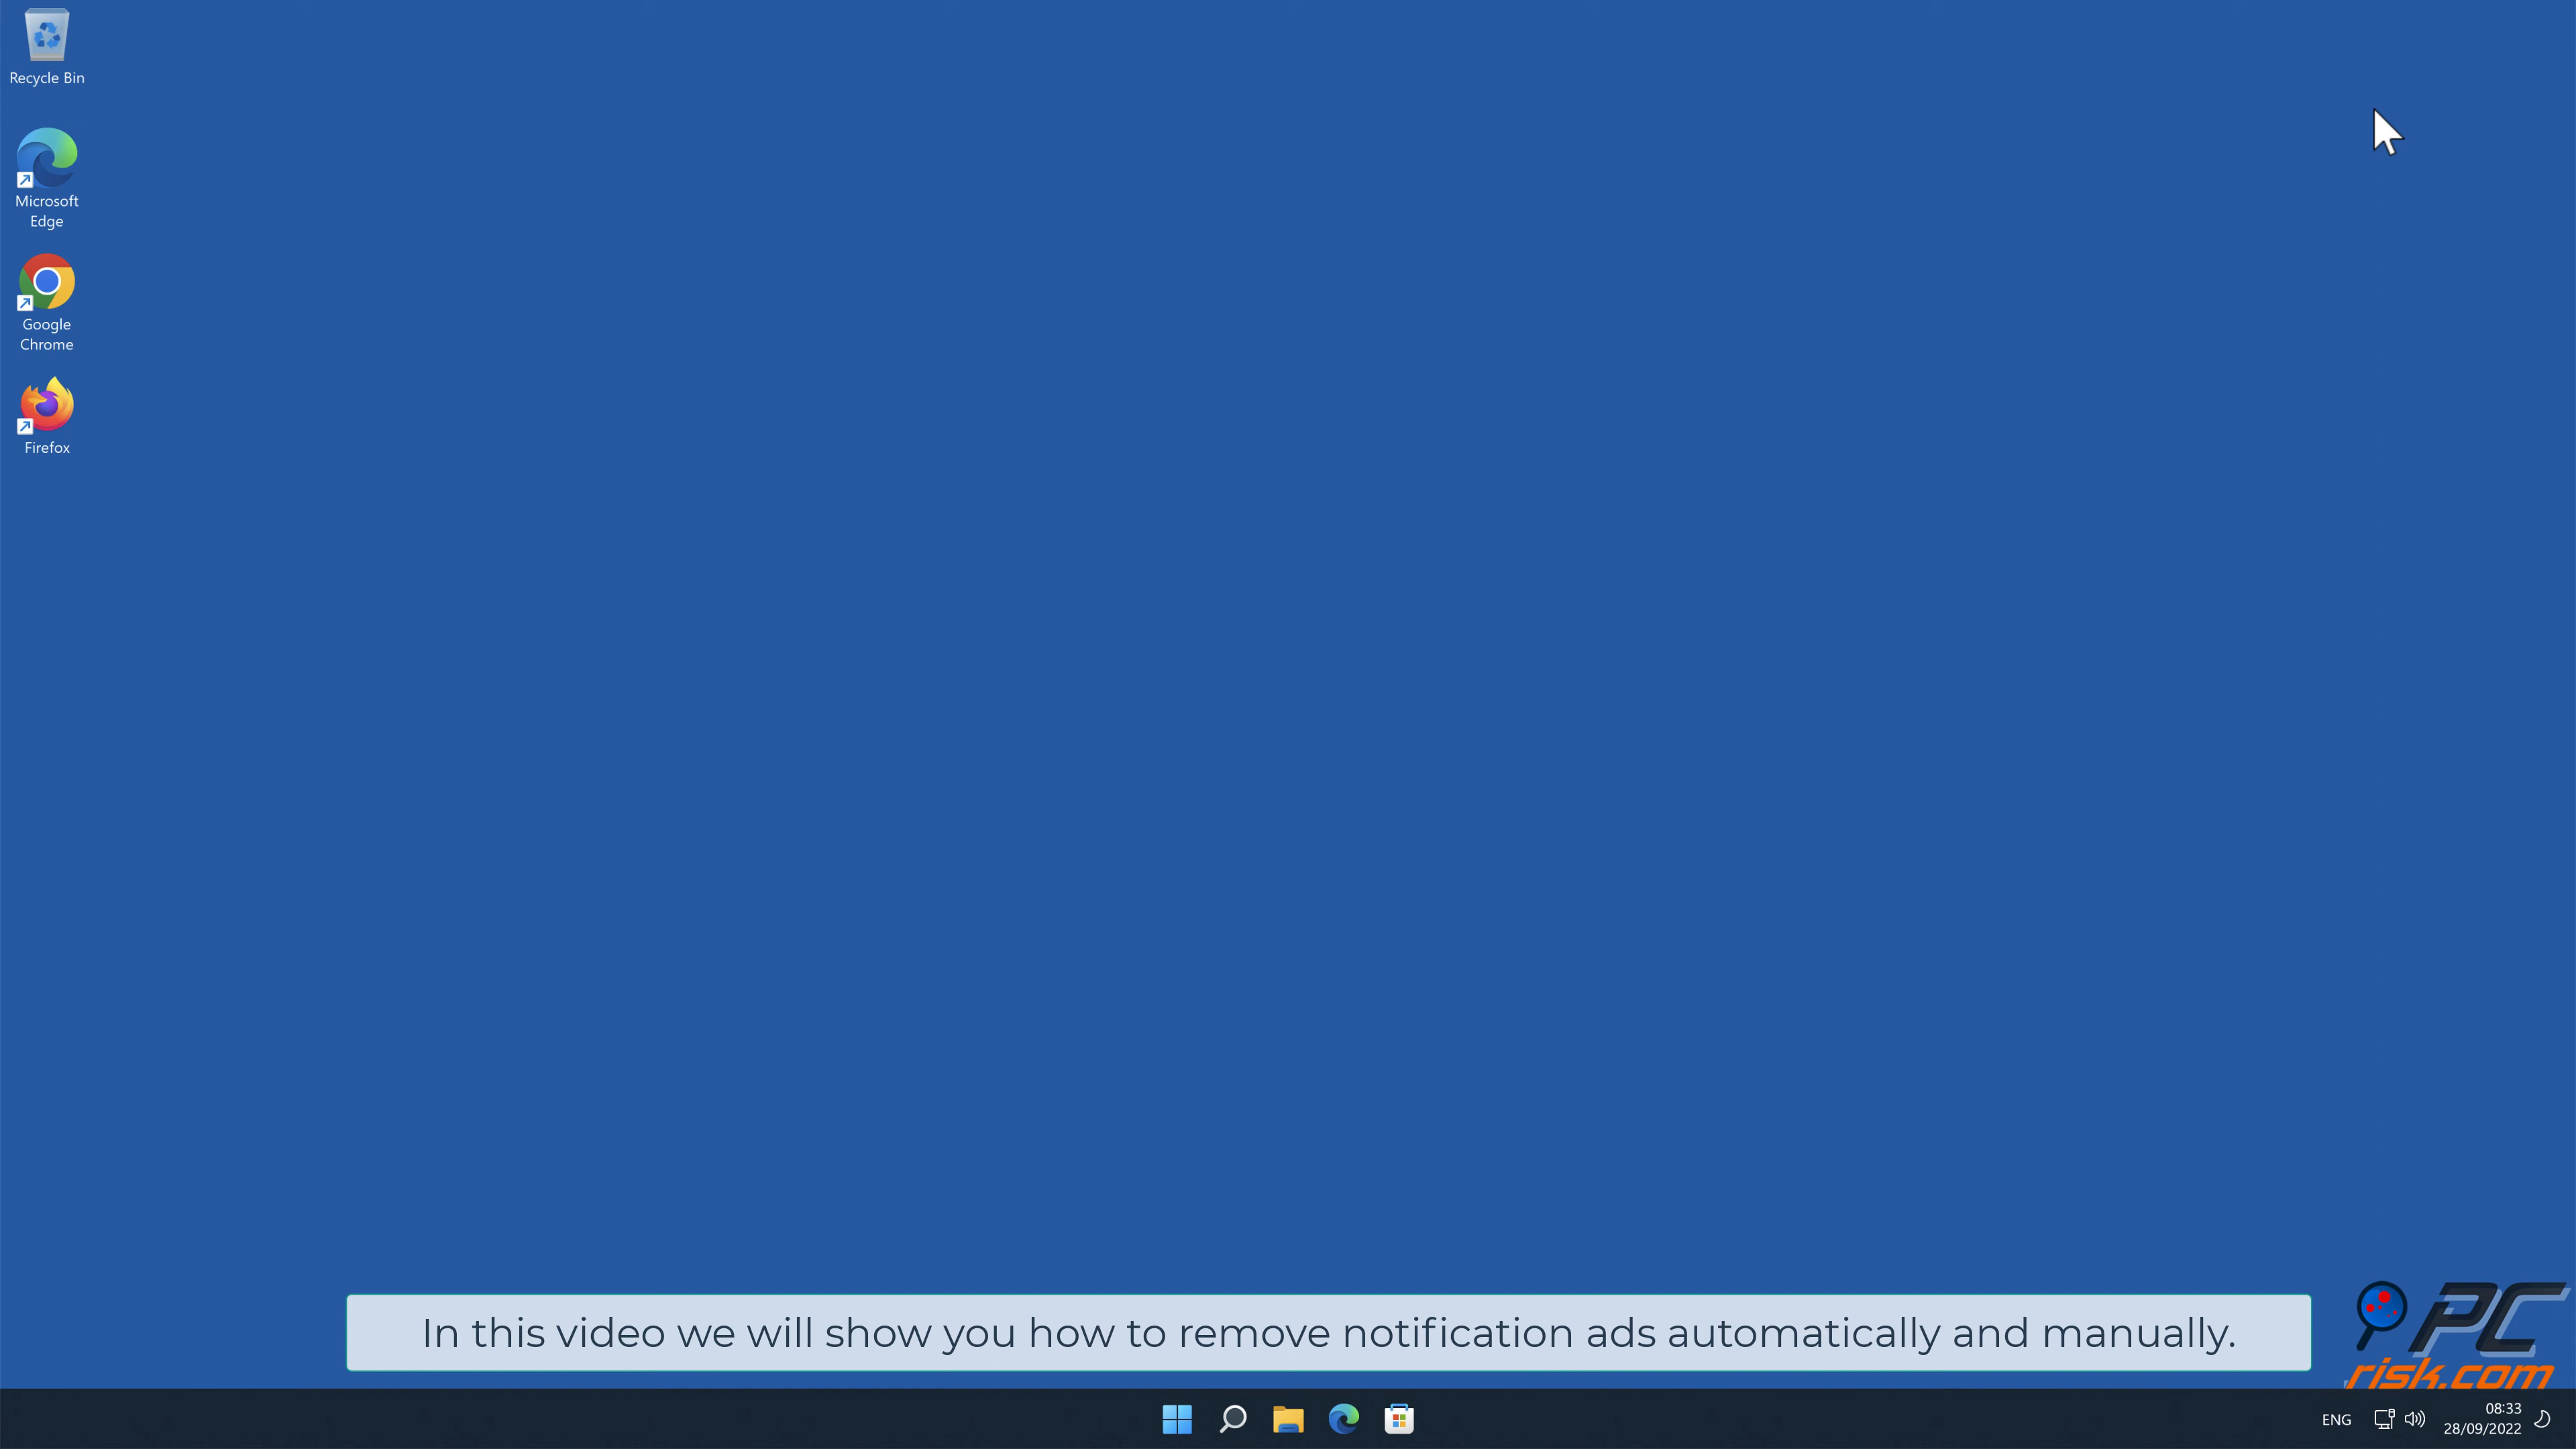 Recycle Bin
Microsoft
Edge
Google
Chrome
Firefox
In this video we will show you how to remove notification ads automatically and manually.
PC
risk.com
ENG
08:33
28/09/2022